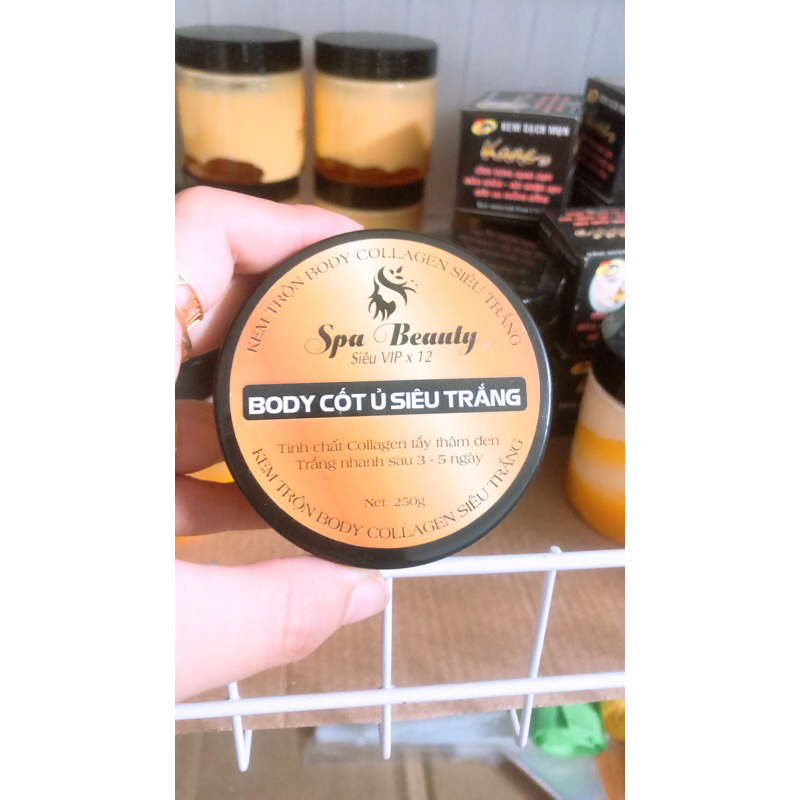 KEM TRỘN BODY COLLAGEN SIÊU TRẮNG
Spa Beauty
Siêu VIP x 12
BODY CỐT Ủ SIÊU TRẮNG
Tinh chất Collagen tẩy thâm đen
Trắng nhanh sau 3 - 5 ngày
Net: 250g
KEM TRỘN BODY COLLAGEN SIÊU TRẮNG
KEM SẠCH MỤN